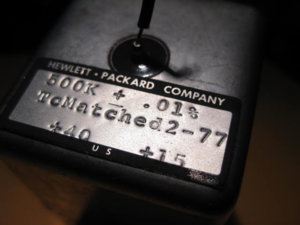 HEWLETT • PACKARD COMPANY
500K ± .01%
TcMatched2-77
±40 ±15
US